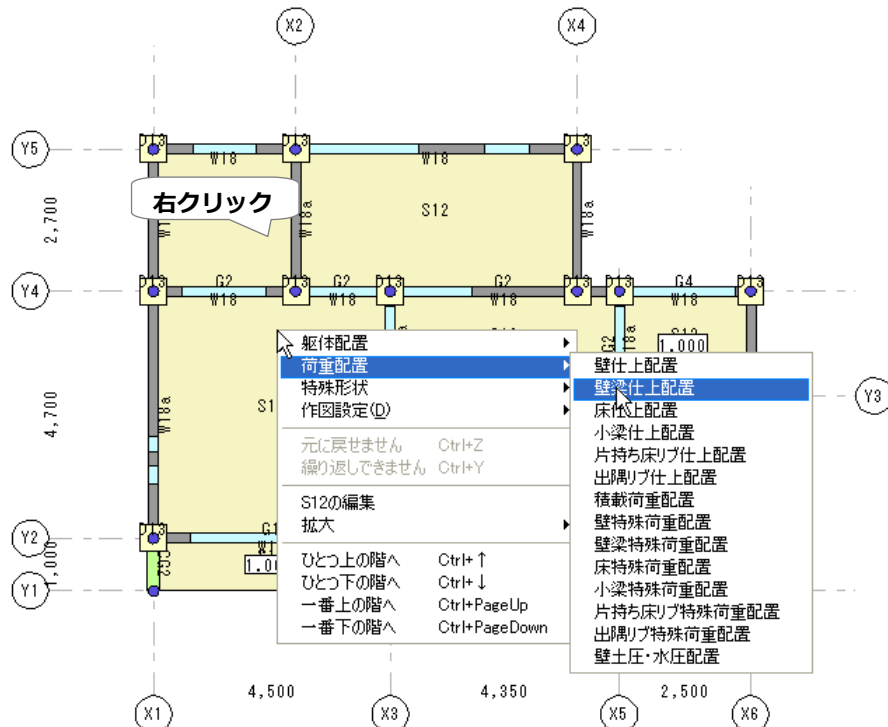 X2
X4
Y5
D13
D13
D13
W18
W18
2,700
右クリック
W18a
S12
W18a
Y4
D13
G2
D13
G2
D13
G2
D13
G4
D13
W18
W18
W18
W18
1.000
4,700
W18a
Y3
躯体配置
荷重配置
特殊形状
作図設定(D)
元に戻せません Ctrl+Z
繰り返しできません Ctrl+Y
S12の編集
拡大
ひとつ上の階へ Ctrl+↑
ひとつ下の階へ Ctrl+↓
一番上の階へ Ctrl+PageUp
一番下の階へ Ctrl+PageDown
壁仕上配置
壁梁仕上配置
床仕上配置
小梁仕上配置
片持ち床リブ仕上配置
出隅リブ仕上配置
積載荷重配置
壁特殊荷重配置
壁梁特殊荷重配置
床特殊荷重配置
小梁特殊荷重配置
片持ち床リブ特殊荷重配置
出隅リブ特殊荷重配置
壁土圧・水圧配置
Y2
D13
1,000
Y1
4,500
4,350
2,500
X1
X3
X5
X6